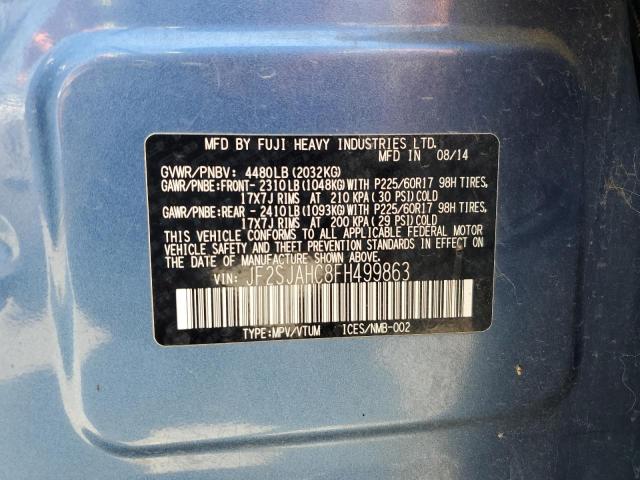 MFD BY FUJI HEAVY INDUSTRIES LTD.
GVWR/PNBV: 4480LB (2032KG) MFD IN 08/14
GAWR/PNBE:FRONT- 2310LB (1048KG) WITH P225/60R17 98H TIRES,
17X7J RIMS AT 210 KPA (30 PSI) COLD
GAWR/PNBE:REAR - 2410LB (1093KG) WITH P225/60R17 98H TIRES,
17X7J RIMS AT 200 KPA (29 PSI) COLD
THIS VEHICLE CONFORMS TO ALL APPLICABLE FEDERAL MOTOR
VEHICLE SAFETY AND THEFT PREVENTION STANDARDS IN EFFECT
ON THE DATE OF MANUFACTURE SHOWN ABOVE.
VIN: JF2SJAHC8FH499863
TYPE:MPV/VTUM ICES/NMB-002